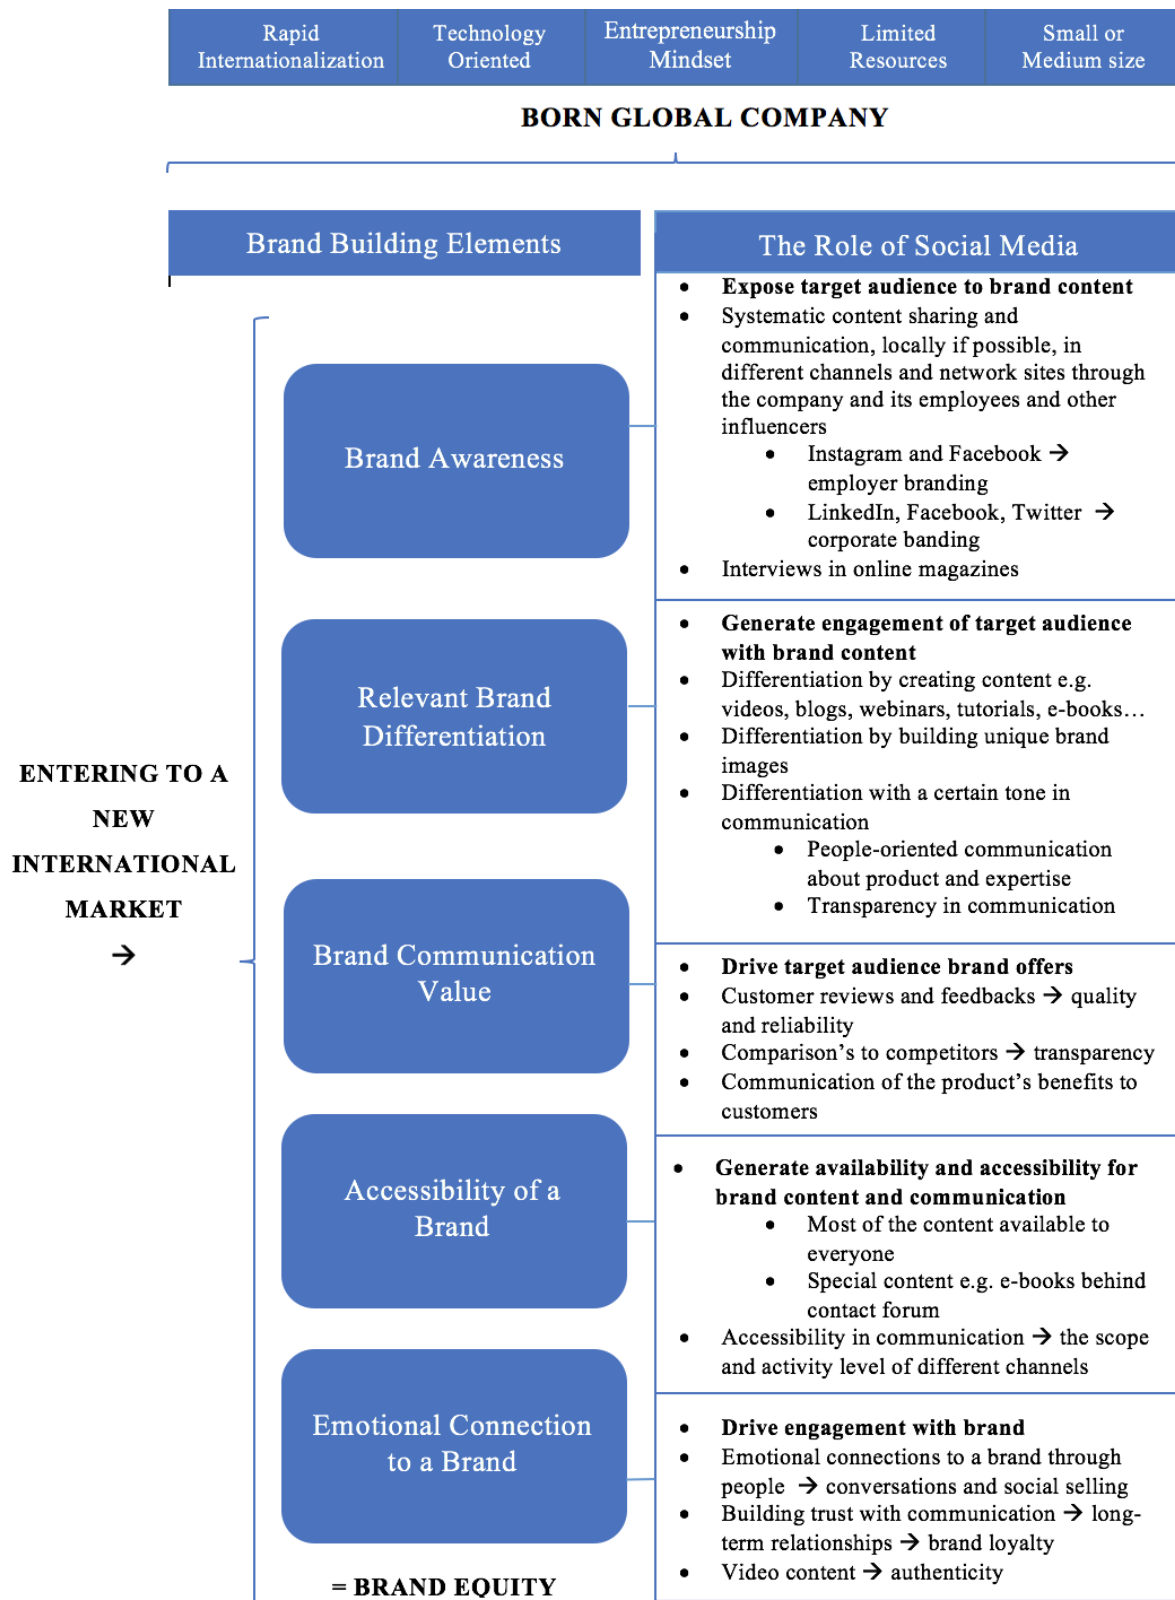 Rapid
Internationalization
Technology
Oriented
Entrepreneurship
Mindset
Limited
Resources
Small or
Medium size
BORN GLOBAL COMPANY
Brand Building Elements
The Role of Social Media
ENTERING TO A
NEW
INTERNATIONAL
MARKET
→
Brand Awareness
• Expose target audience to brand content
• Systematic content sharing and
communication, locally if possible, in
different channels and network sites through
the company and its employees and other
influencers
• Instagram and Facebook →
employer branding
• LinkedIn, Facebook, Twitter →
corporate banding
• Interviews in online magazines
Relevant Brand
Differentiation
• Generate engagement of target audience
with brand content
• Differentiation by creating content e.g.
videos, blogs, webinars, tutorials, e-books…
• Differentiation by building unique brand
images
• Differentiation with a certain tone in
communication
• People-oriented communication
about product and expertise
• Transparency in communication
Brand Communication
Value
• Drive target audience brand offers
• Customer reviews and feedbacks → quality
and reliability
• Comparison’s to competitors → transparency
• Communication of the product’s benefits to
customers
Accessibility of a
Brand
• Generate availability and accessibility for
brand content and communication
• Most of the content available to
everyone
• Special content e.g. e-books behind
contact forum
• Accessibility in communication → the scope
and activity level of different channels
Emotional Connection
to a Brand
• Drive engagement with brand
• Emotional connections to a brand through
people → conversations and social selling
• Building trust with communication → long-
term relationships → brand loyalty
• Video content → authenticity
= BRAND EQUITY